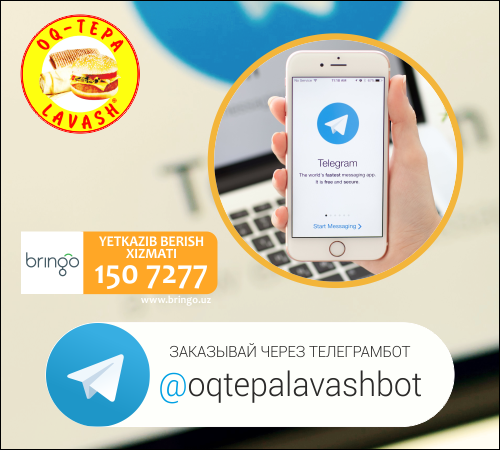 OQ-TEPA
LAVASH®
Telegram
The world's fastest messaging app.
It is free and secure.
Start Messaging >
bringo
YETKAZIB BERISH
XIZMATI
150 7277
www.bringo.uz
ЗАКАЗЫВАЙ ЧЕРЕЗ ТЕЛЕГРАМБОТ
@oqtepalavashbot